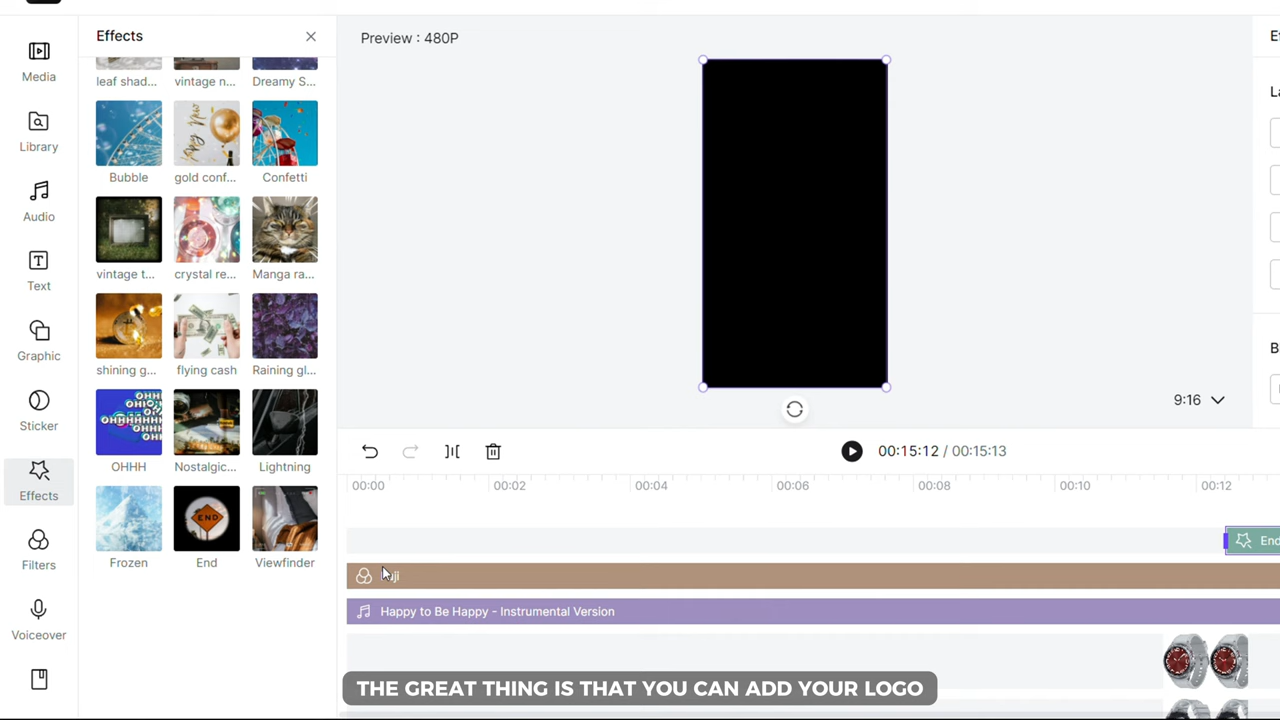 Effects
Preview : 480P
Media
leaf shad...
vintage n...
Dreamy S...
Library
Bubble
gold conf...
Confetti
Audio
vintage t...
crystal re...
Manga ra...
Text
Graphic
shining g...
flying cash
Raining gl...
9:16
Sticker
OHHH
Nostalgic...
Lightning
00:15:12 / 00:15:13
Effects
00:00
00:02
00:04
00:06
00:08
00:10
00:12
END
End
Frozen
End
Viewfinder
Filters
Happy to Be Happy - Instrumental Version
Voiceover
THE GREAT THING IS THAT YOU CAN ADD YOUR LOGO